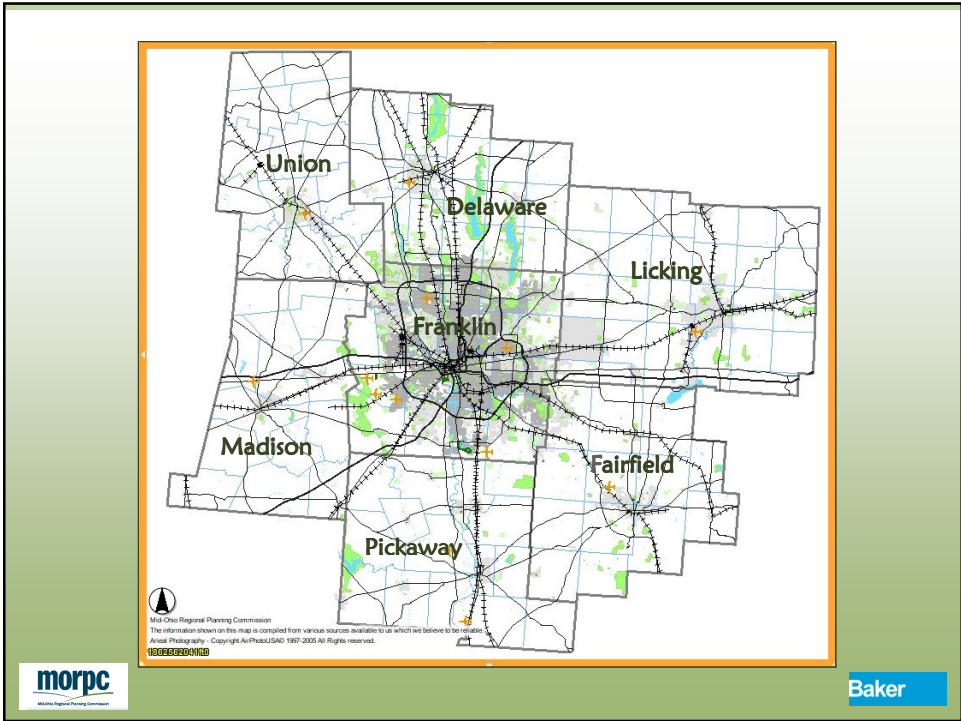 Union
Delaware
Licking
Franklin
Madison
Fairfield
Pickaway
Mid-Ohio Regional Planning Commission
The information shown on this map is compiled from various sources available to us which we believe to be reliable.
Arieal Photography - Copyright AirPhotoUSA© 1997-2005 All Rights reserved.
morpc
Mid-Ohio Regional Planning Commission
Baker